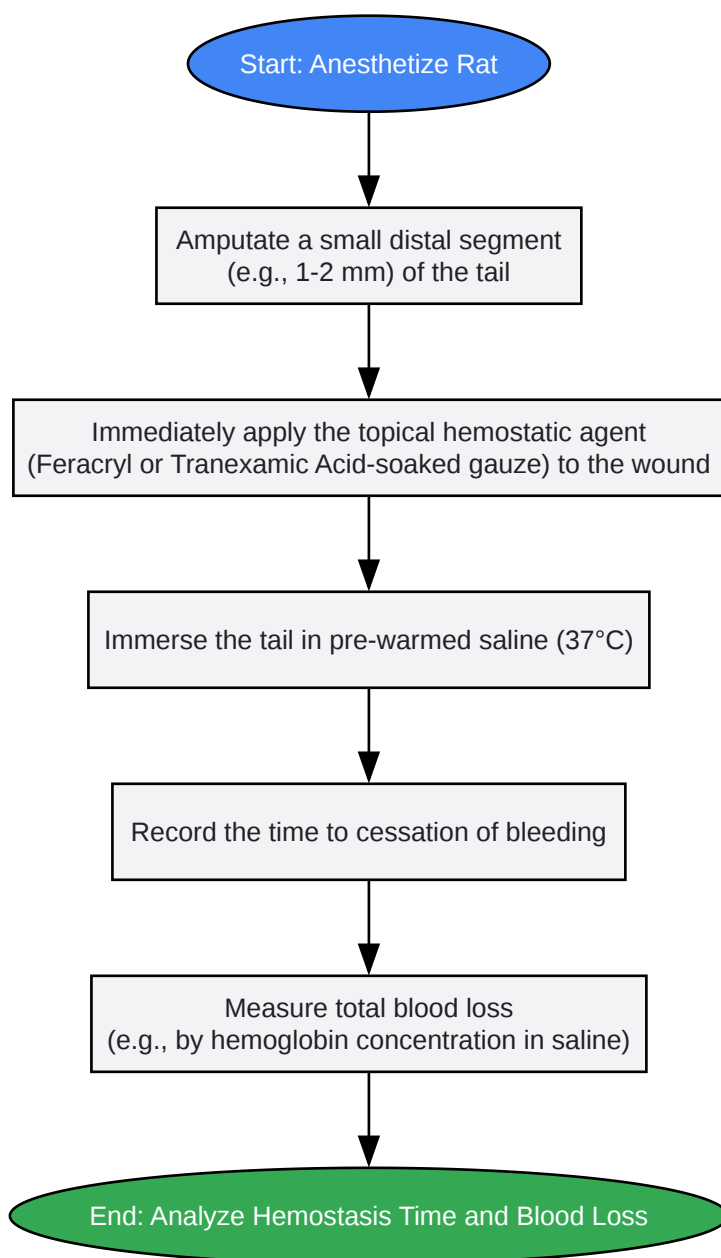 Start: Anesthetize Rat
Amputate a small distal segment
(e.g., 1-2 mm) of the tail
Immediately apply the topical hemostatic agent
(Feracryl or Tranexamic Acid-soaked gauze) to the wound
Immerse the tail in pre-warmed saline (37°C)
Record the time to cessation of bleeding
Measure total blood loss
(e.g., by hemoglobin concentration in saline)
End: Analyze Hemostasis Time and Blood Loss